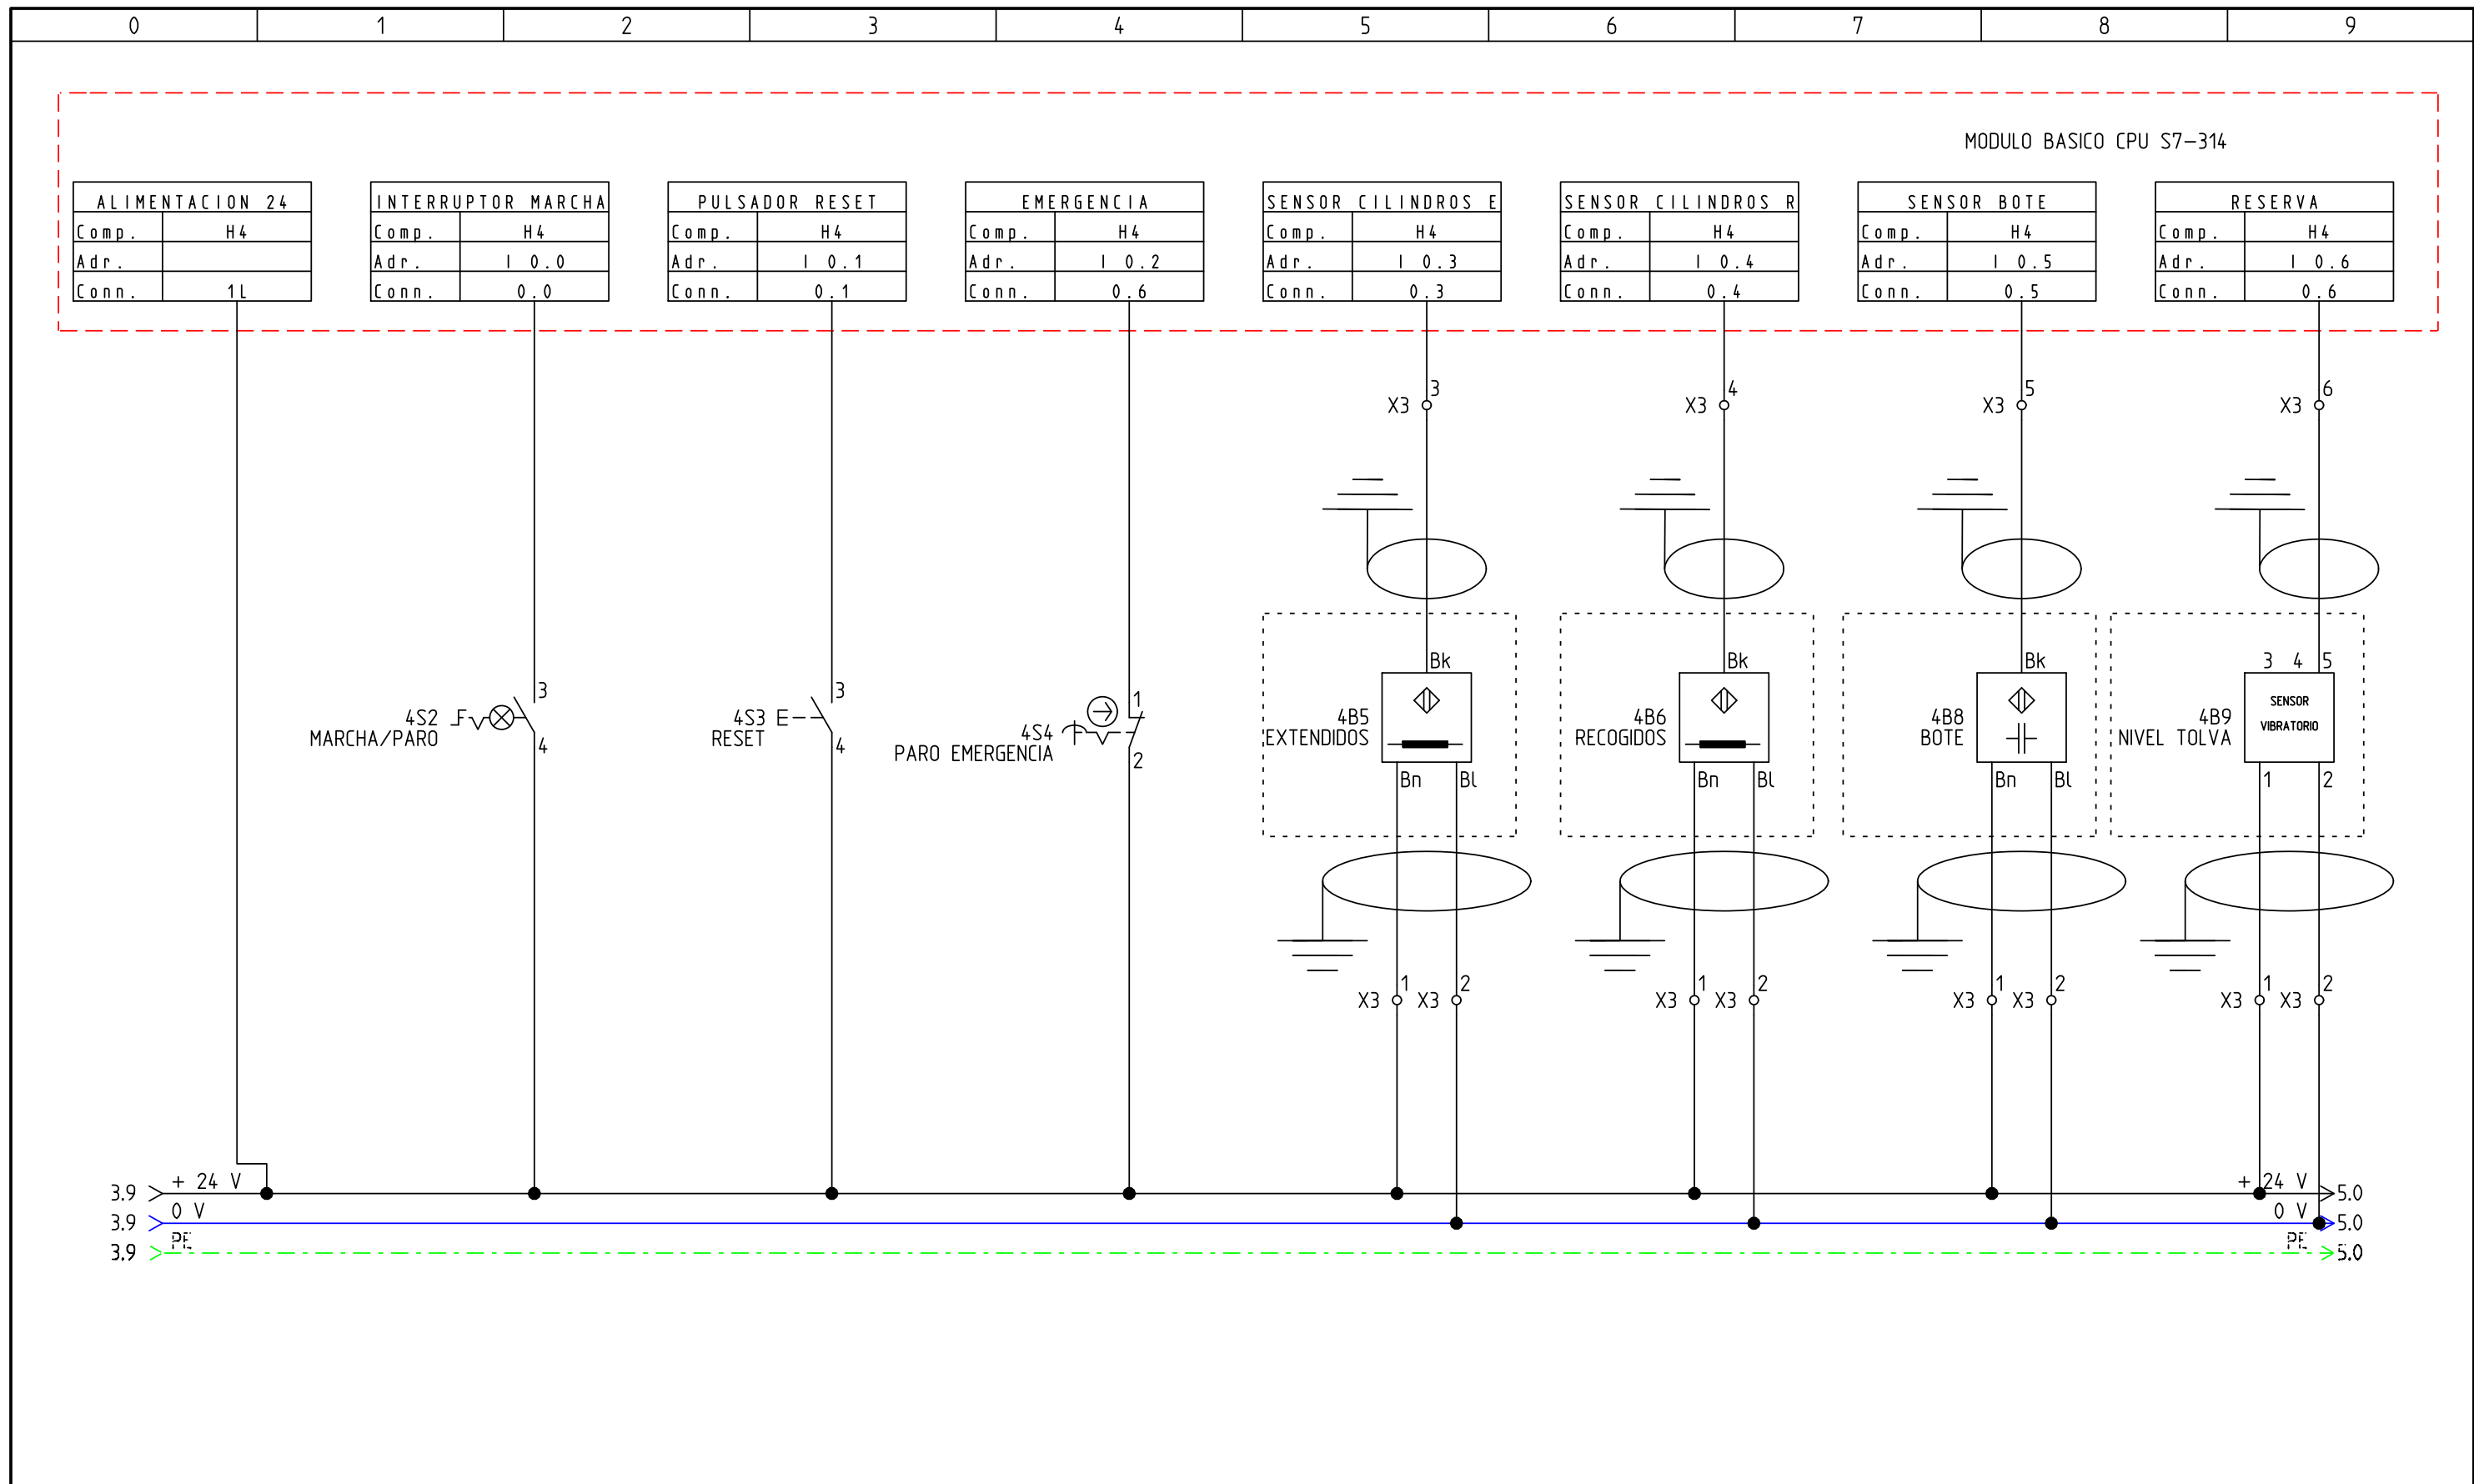 0 1 2 3 4 5 6 7 8 9
MODULO BASICO CPU S7-314
ALIMENTACION 24
Comp. H4
Adr.
Conn. 1L
INTERRUPTOR MARCHA
Comp. H4
Adr. I 0.0
Conn. 0.0
PULSADOR RESET
Comp. H4
Adr. I 0.1
Conn. 0.1
EMERGENCIA
Comp. H4
Adr. I 0.2
Conn. 0.6
SENSOR CILINDROS E
Comp. H4
Adr. I 0.3
Conn. 0.3
SENSOR CILINDROS R
Comp. H4
Adr. I 0.4
Conn. 0.4
SENSOR BOTE
Comp. H4
Adr. I 0.5
Conn. 0.5
RESERVA
Comp. H4
Adr. I 0.6
Conn. 0.6
X3 3
X3 4
X3 5
X3 6
3
4S2
MARCHA/PARO
4
3
4S3
RESET
4
1
4S4
PARO EMERGENCIA
2
Bk
4B5
EXTENDIDOS
Bn Bl
Bk
4B6
RECOGIDOS
Bn Bl
Bk
4B8
BOTE
Bn Bl
3 4 5
SENSOR
VIBRATORIO
4B9
NIVEL TOLVA
1 2
X3 1 X3 2
X3 1 X3 2
X3 1 X3 2
X3 1 X3 2
3.9 + 24 V + 24 V 5.0
3.9 0 V 0 V 5.0
3.9 PE PE 5.0